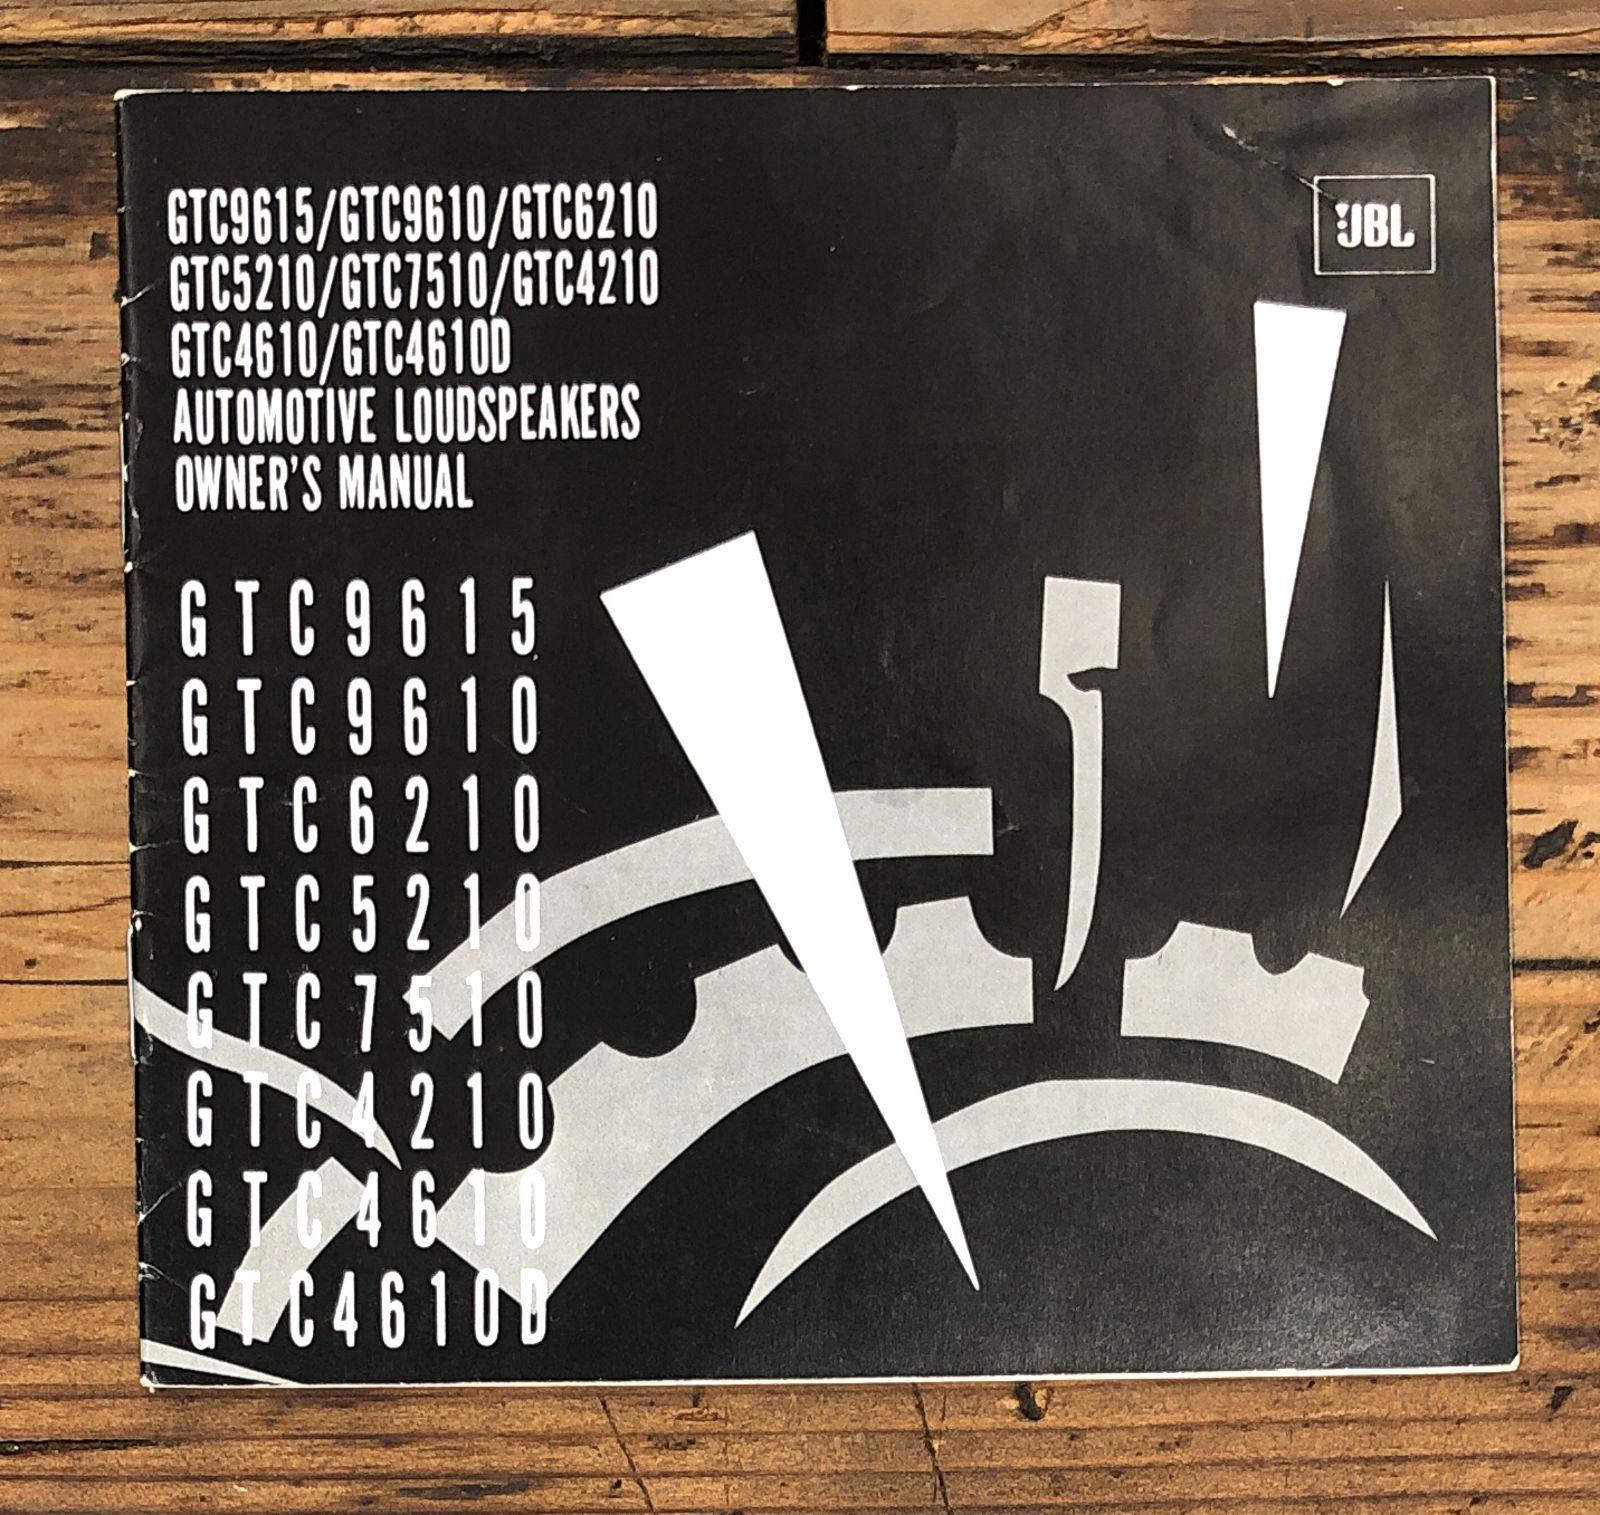 GTC9615/GTC9610/GTC6210
GTC5210/GTC7510/GTC4210
GTC4610/GTC4610D
AUTOMOTIVE LOUDSPEAKERS
OWNER'S MANUAL
JBL
GTC9615
GTC9610
GTC6210
GTC5210
GTC7510
GTC4210
GTC4610
GTC4610D